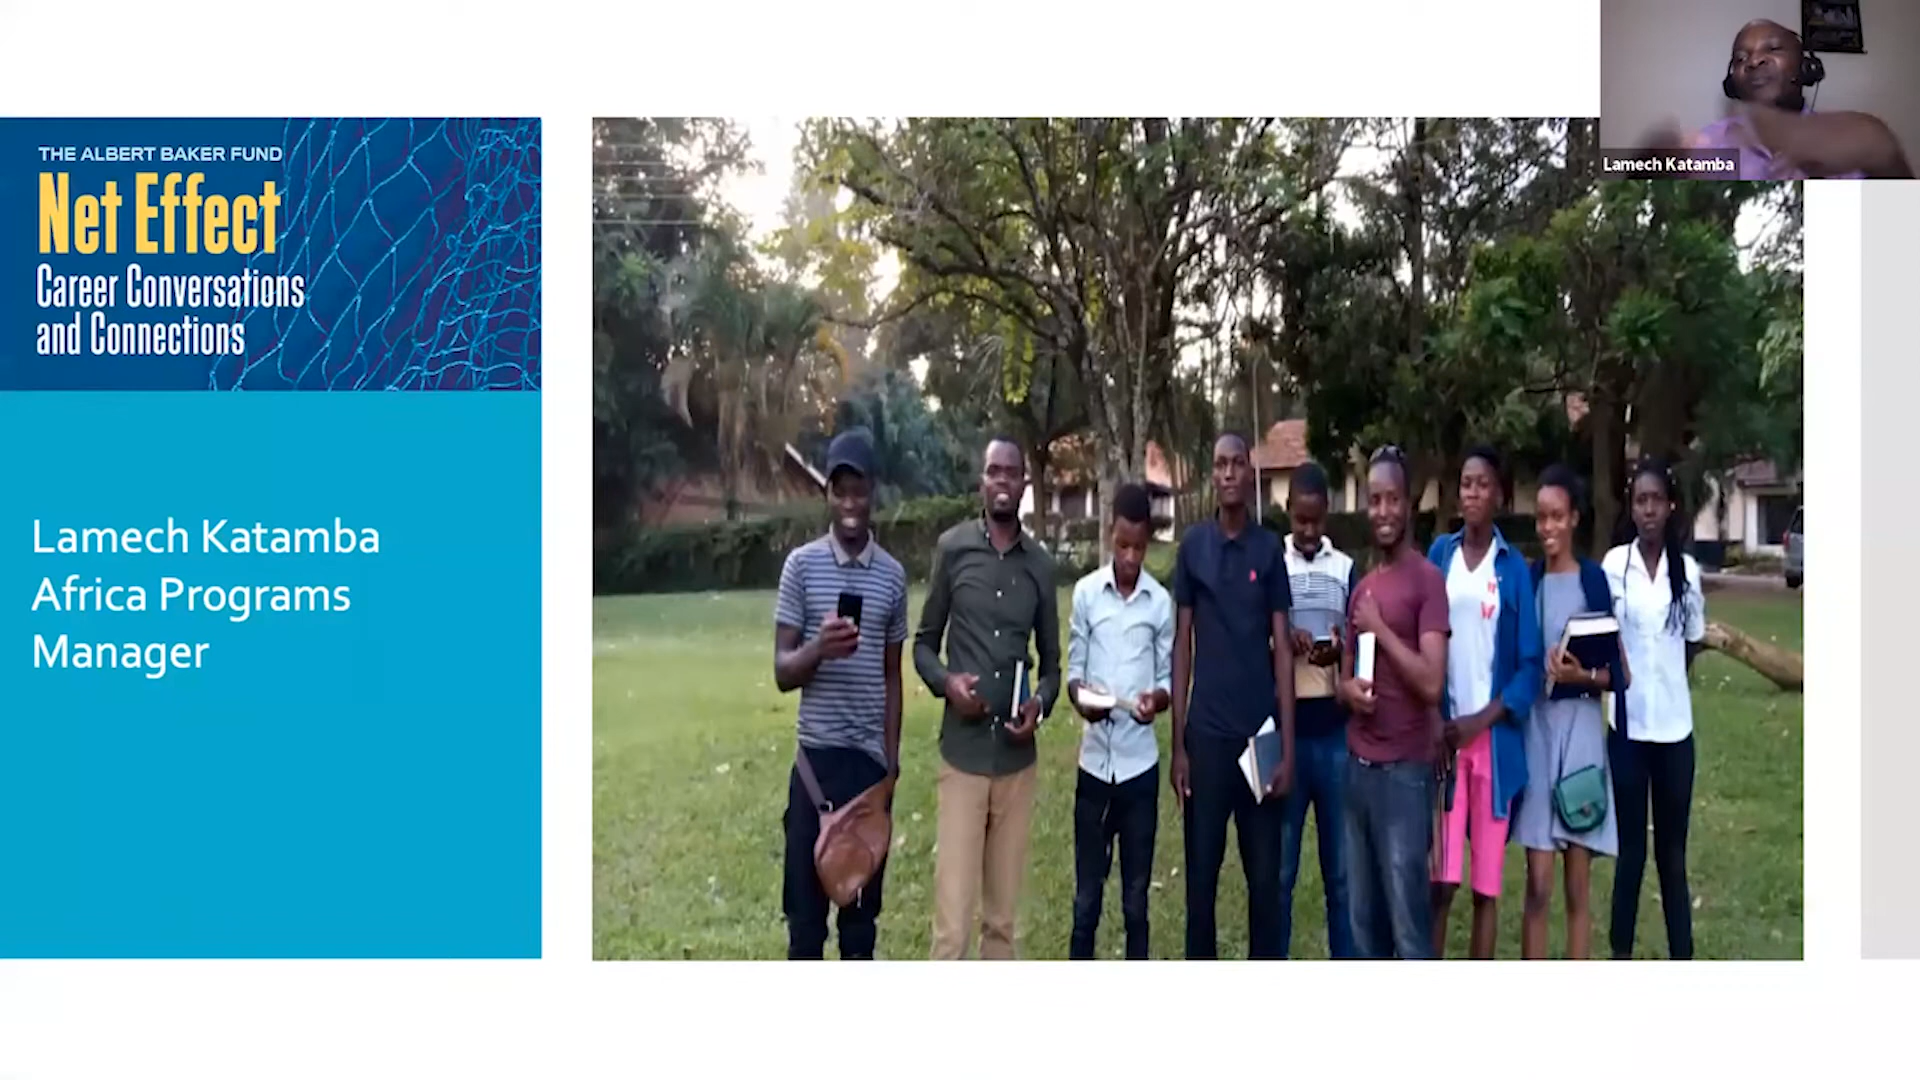 THE ALBERT BAKER FUND
Net Effect
Career Conversations
and Connections
Lamech Katamba
Africa Programs
Manager
Lamech Katamba